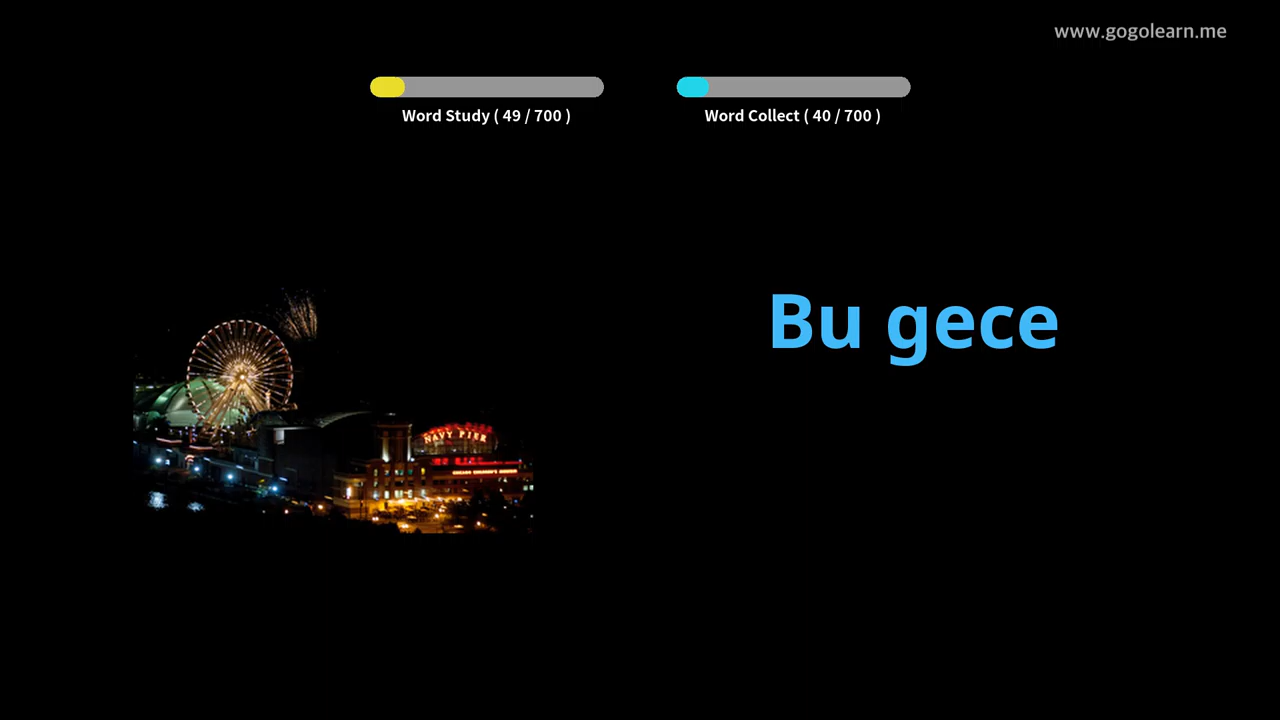 www.gogolearn.me
Word Study ( 49 / 700 )
Word Collect ( 40 / 700 )
Bu gece
NAVY PIER